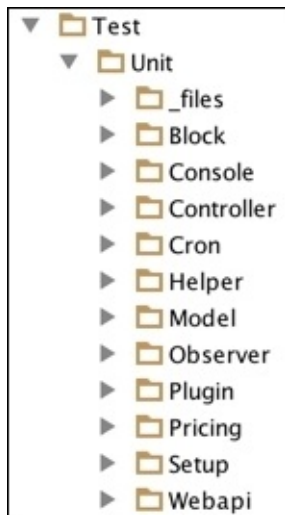 Test
Unit
_files
Block
Console
Controller
Cron
Helper
Model
Observer
Plugin
Pricing
Setup
Webapi